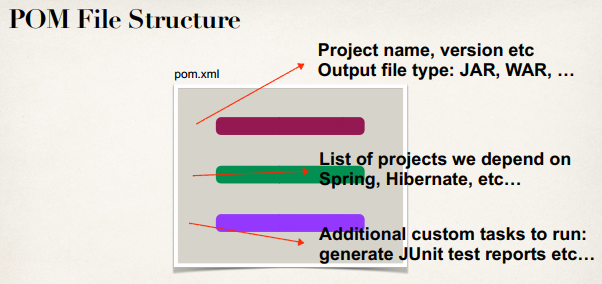 POM File Structure
Project name, version etc
Output file type: JAR, WAR, …
pom.xml
List of projects we depend on
Spring, Hibernate, etc…
Additional custom tasks to run:
generate JUnit test reports etc…